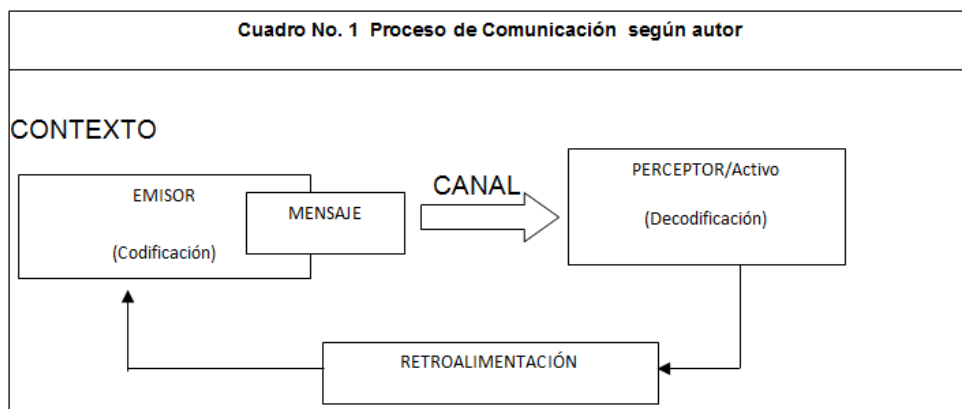 Cuadro No. 1 Proceso de Comunicación según autor
CONTEXTO
EMISOR
(Codificación)
MENSAJE
CANAL
PERCEPTOR/Activo
(Decodificación)
RETROALIMENTACIÓN